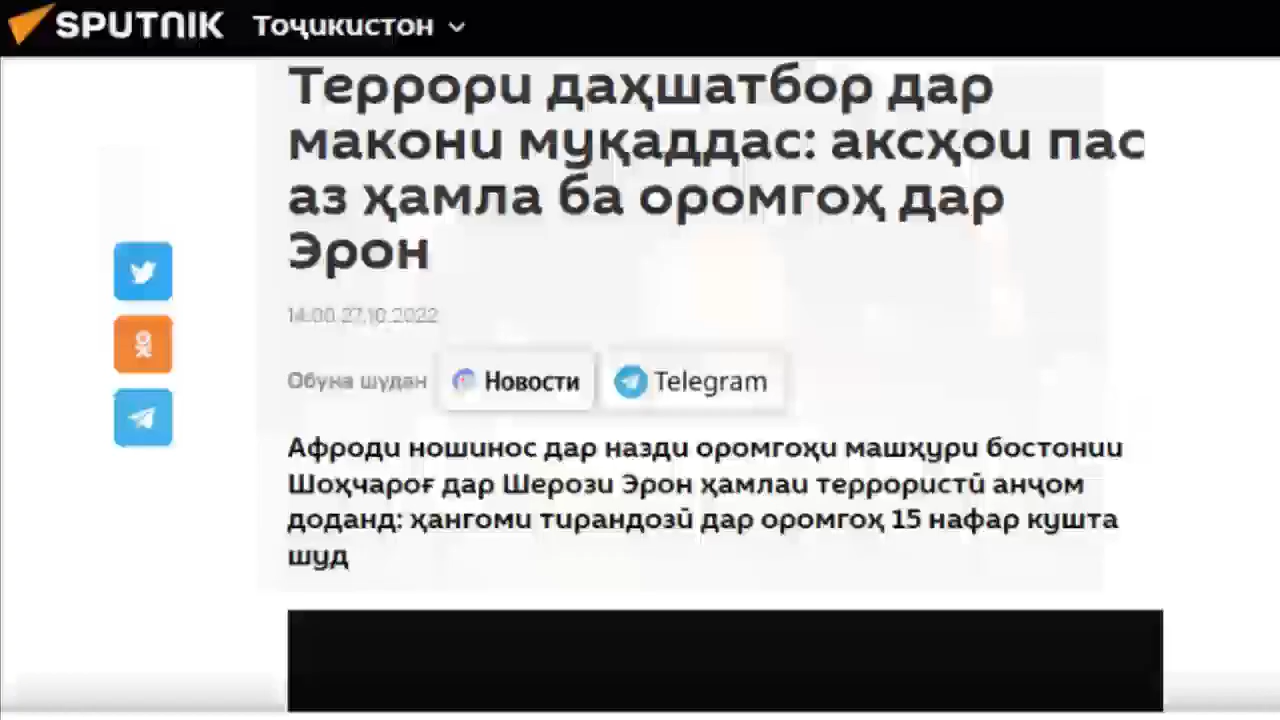 SPUTNIK Тоҷикистон
Террори даҳшатбор дар
макони муқаддас: аксҳои пас
аз ҳамла ба оромгоҳ дар
Эрон
14:00 27.10.2022
Обуна шудан Новости Telegram
Афроди ношинос дар назди оромгоҳи машҳури бостонии
Шоҳчароғ дар Шерози Эрон ҳамлаи террористӣ анҷом
доданд: ҳангоми тирандозӣ дар оромгоҳ 15 нафар кушта
шуд